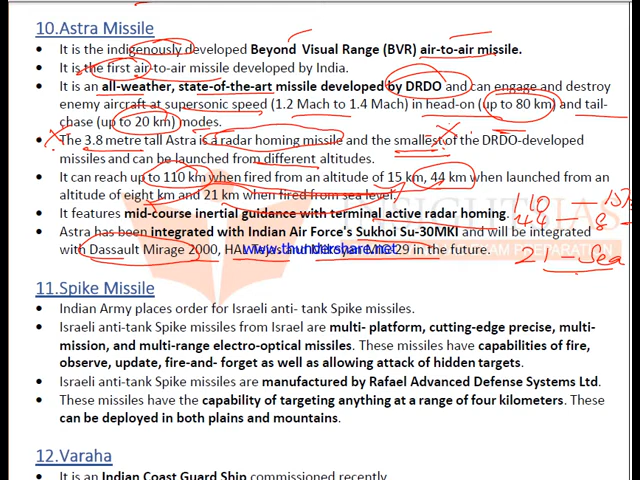 10.Astra Missile
• It is the indigenously developed Beyond Visual Range (BVR) air-to-air missile.
• It is the first air-to-air missile developed by India.
• It is an all-weather, state-of-the-art missile developed by DRDO and can engage and destroy
enemy aircraft at supersonic speed (1.2 Mach to 1.4 Mach) in head-on (up to 80 km) and tail-
chase (up to 20 km) modes.
• The 3.8 metre tall Astra is a radar homing missile and the smallest of the DRDO-developed
missiles and can be launched from different altitudes.
• It can reach up to 110 km when fired from an altitude of 15 km, 44 km when launched from an
altitude of eight km and 21 km when fired from sea level.
• It features mid-course inertial guidance with terminal active radar homing.
110
44 – 8
• Astra has been integrated with Indian Air Force's Sukhoi Su-30MKI and will be integrated
with Dassault Mirage 2000, HAL Tejas and Mikoyan MiG 29 in the future.
www.thundershare.net
21 – Sea
PREPARATION
11.Spike Missile
• Indian Army places order for Israeli anti- tank Spike missiles.
• Israeli anti-tank Spike missiles from Israel are multi- platform, cutting-edge precise, multi-
mission, and multi-range electro-optical missiles. These missiles have capabilities of fire,
observe, update, fire-and- forget as well as allowing attack of hidden targets.
• Israeli anti-tank Spike missiles are manufactured by Rafael Advanced Defense Systems Ltd.
• These missiles have the capability of targeting anything at a range of four kilometers. These
can be deployed in both plains and mountains.
12.Varaha
• It is an Indian Coast Guard Ship commissioned recently.